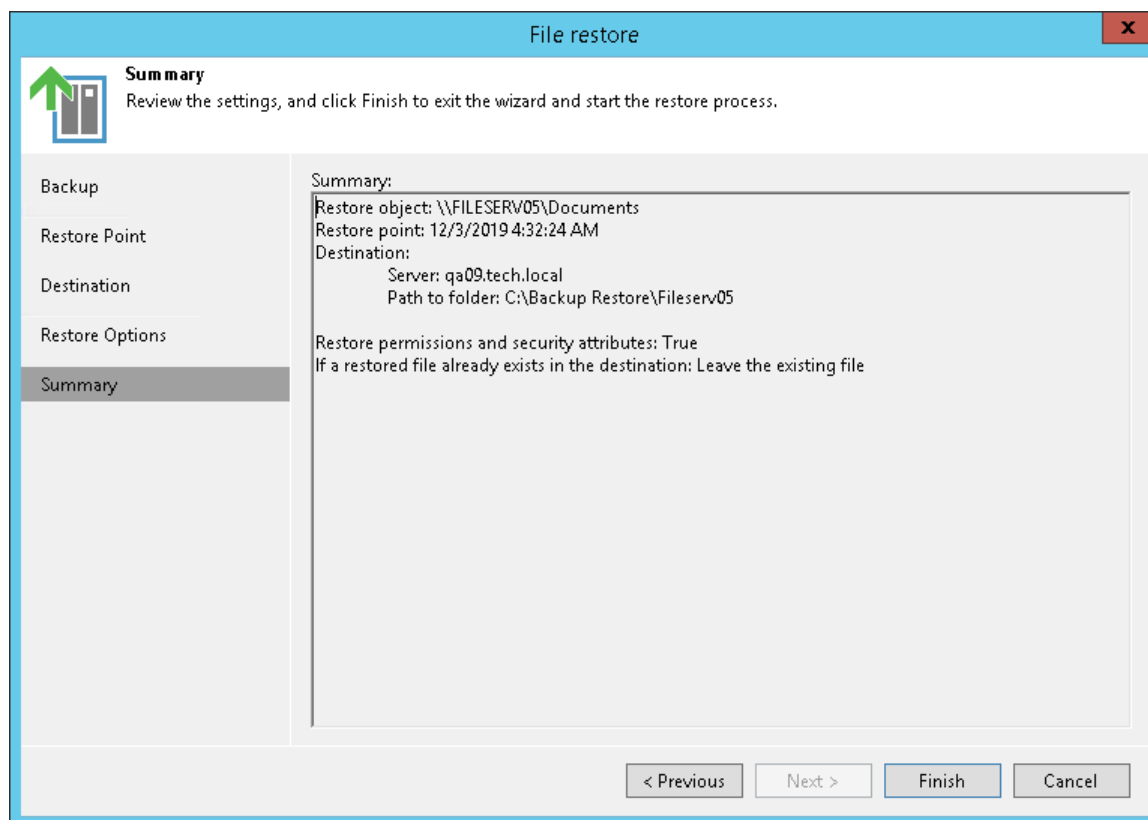 File restore
x
Summary
Review the settings, and click Finish to exit the wizard and start the restore process.
Backup
Restore Point
Destination
Restore Options
Summary
Summary:
Restore object: \\FILESERV05\Documents
Restore point: 12/3/2019 4:32:24 AM
Destination:
Server: qa09.tech.local
Path to folder: C:\Backup Restore\Fileserv05
Restore permissions and security attributes: True
If a restored file already exists in the destination: Leave the existing file
< Previous
Next >
Finish
Cancel